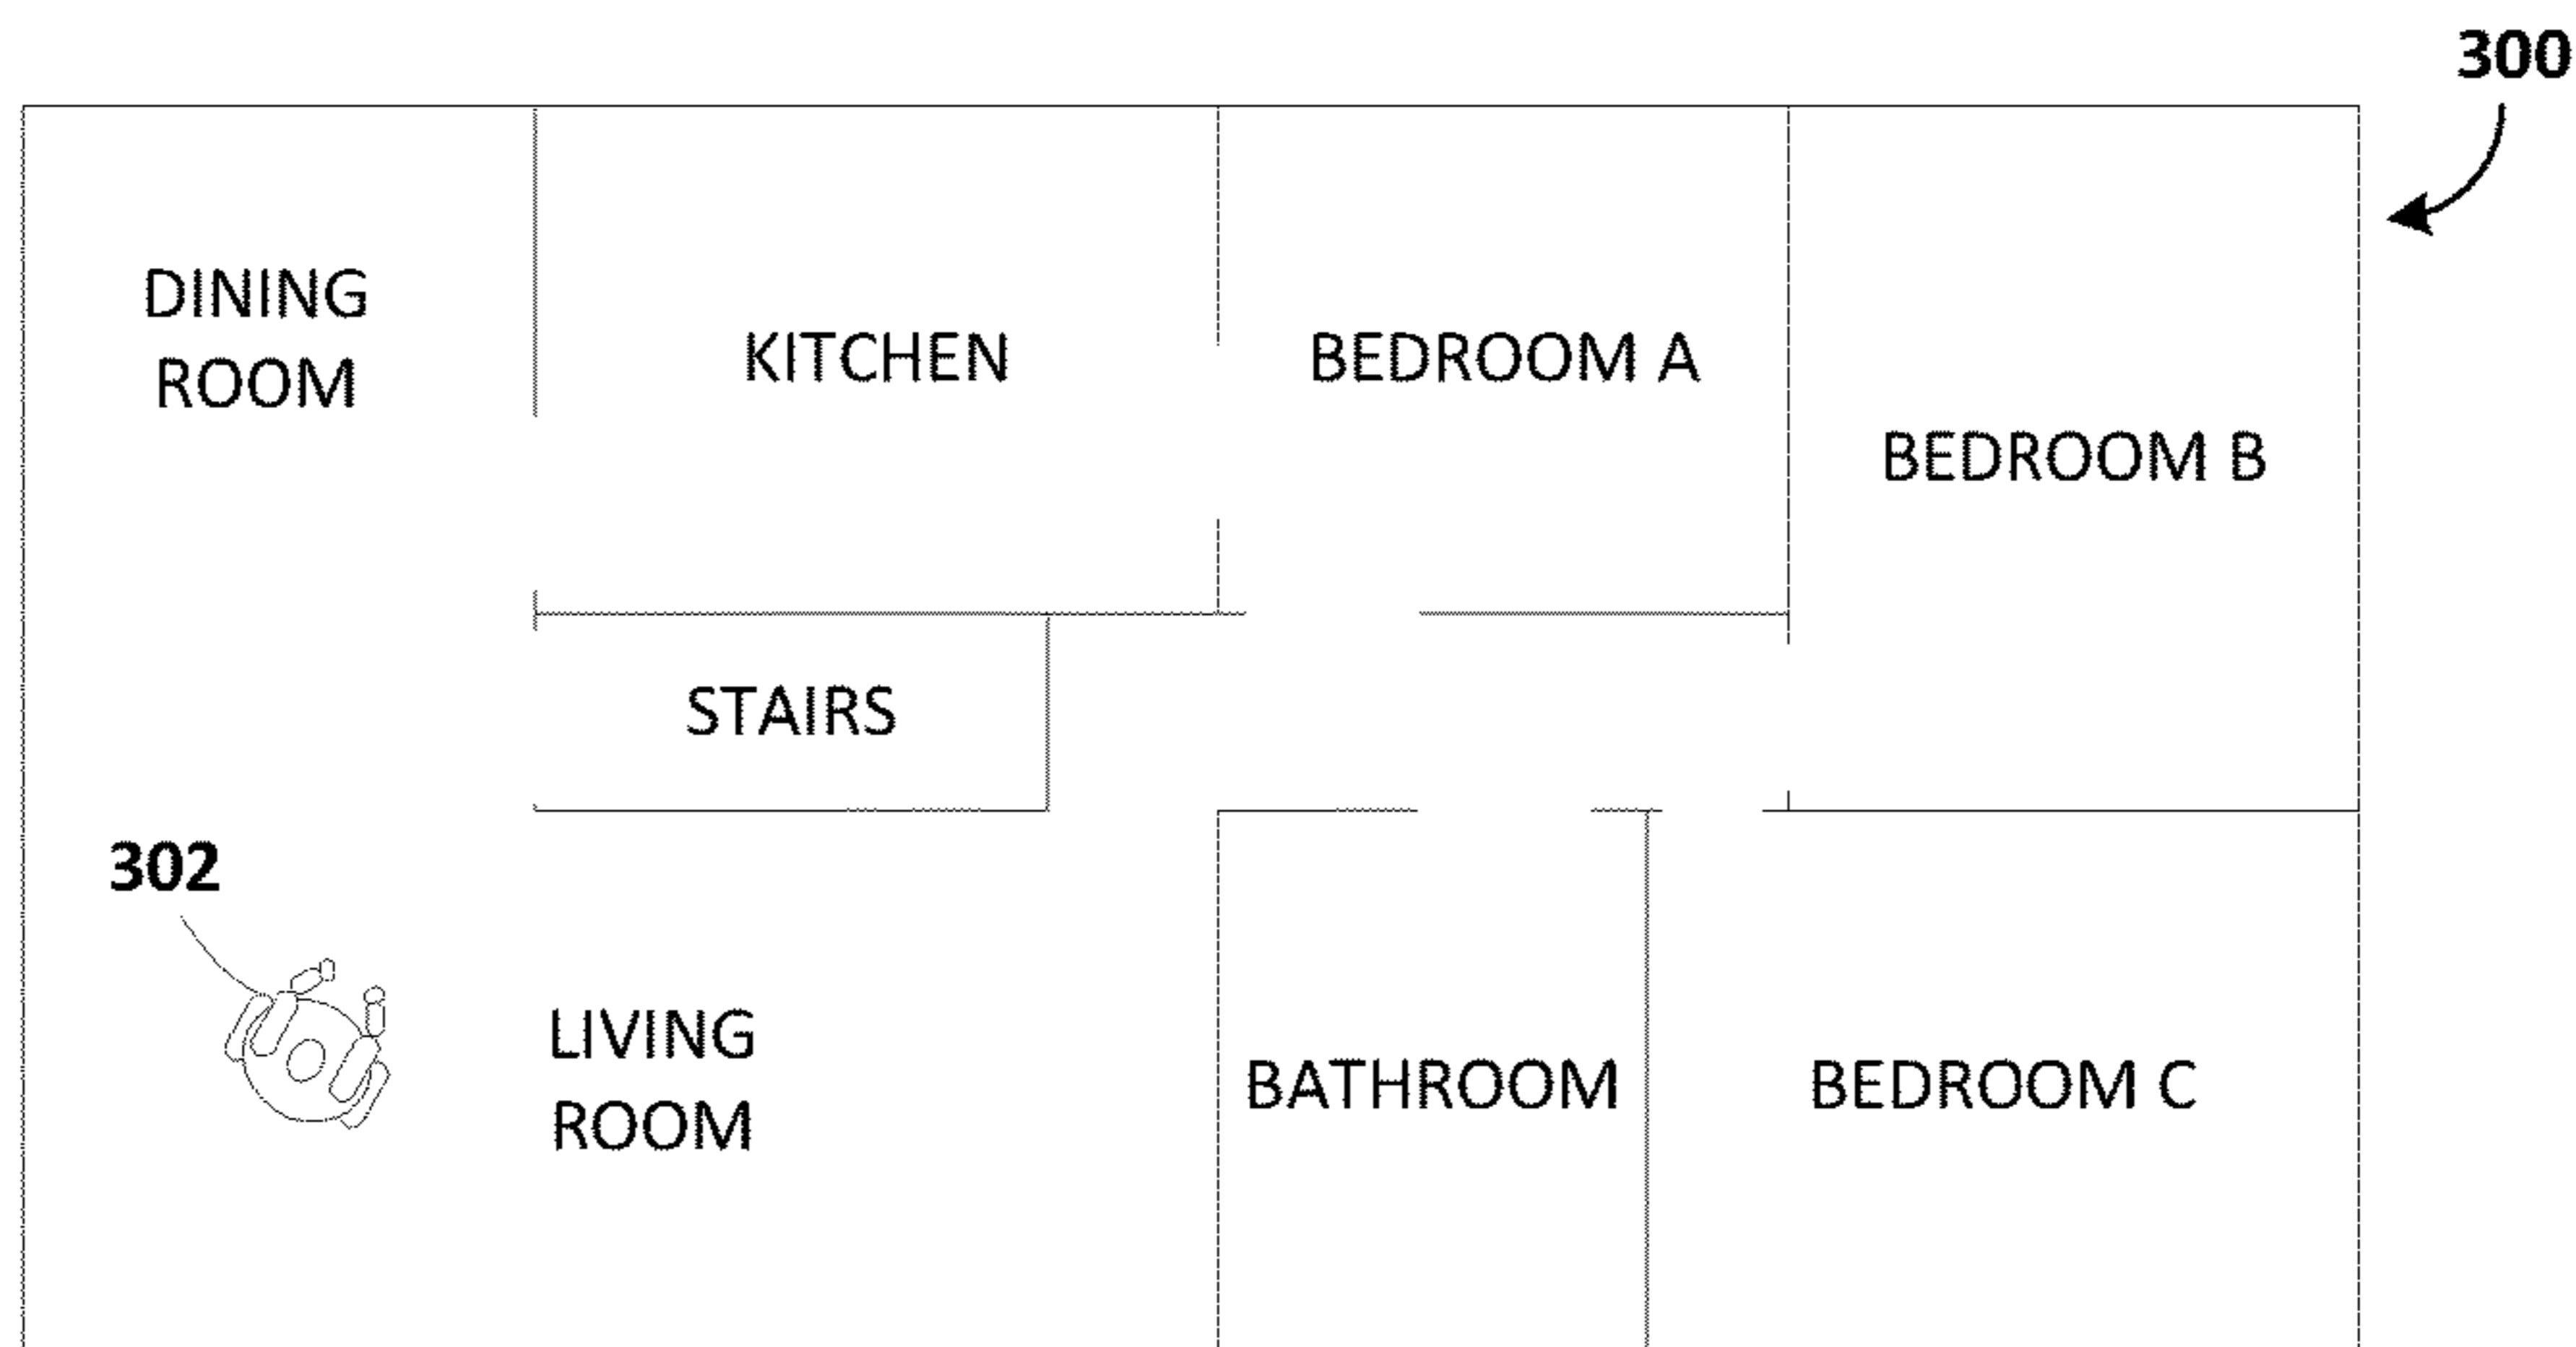 300
DINING
ROOM
KITCHEN
BEDROOM A
BEDROOM B
STAIRS
302
LIVING
ROOM
BATHROOM
BEDROOM C